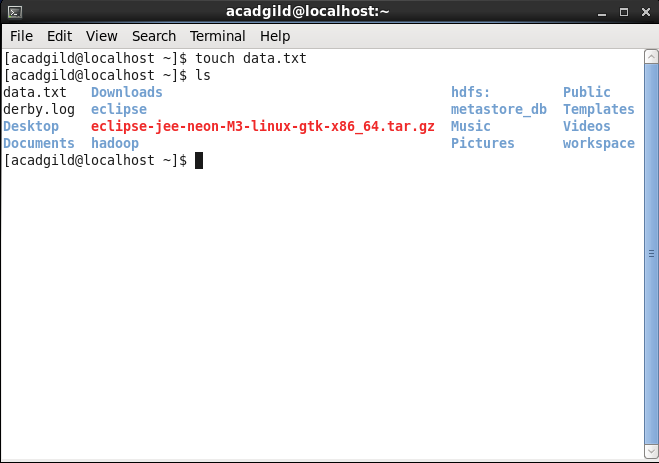 acadgild@localhost:~
File Edit View Search Terminal Help
[acadgild@localhost ~]$ touch data.txt
[acadgild@localhost ~]$ ls
data.txt   Downloads                                    hdfs:         Public
derby.log  eclipse                                      metastore_db  Templates
Desktop    eclipse-jee-neon-M3-linux-gtk-x86_64.tar.gz  Music         Videos
Documents  hadoop                                       Pictures      workspace
[acadgild@localhost ~]$